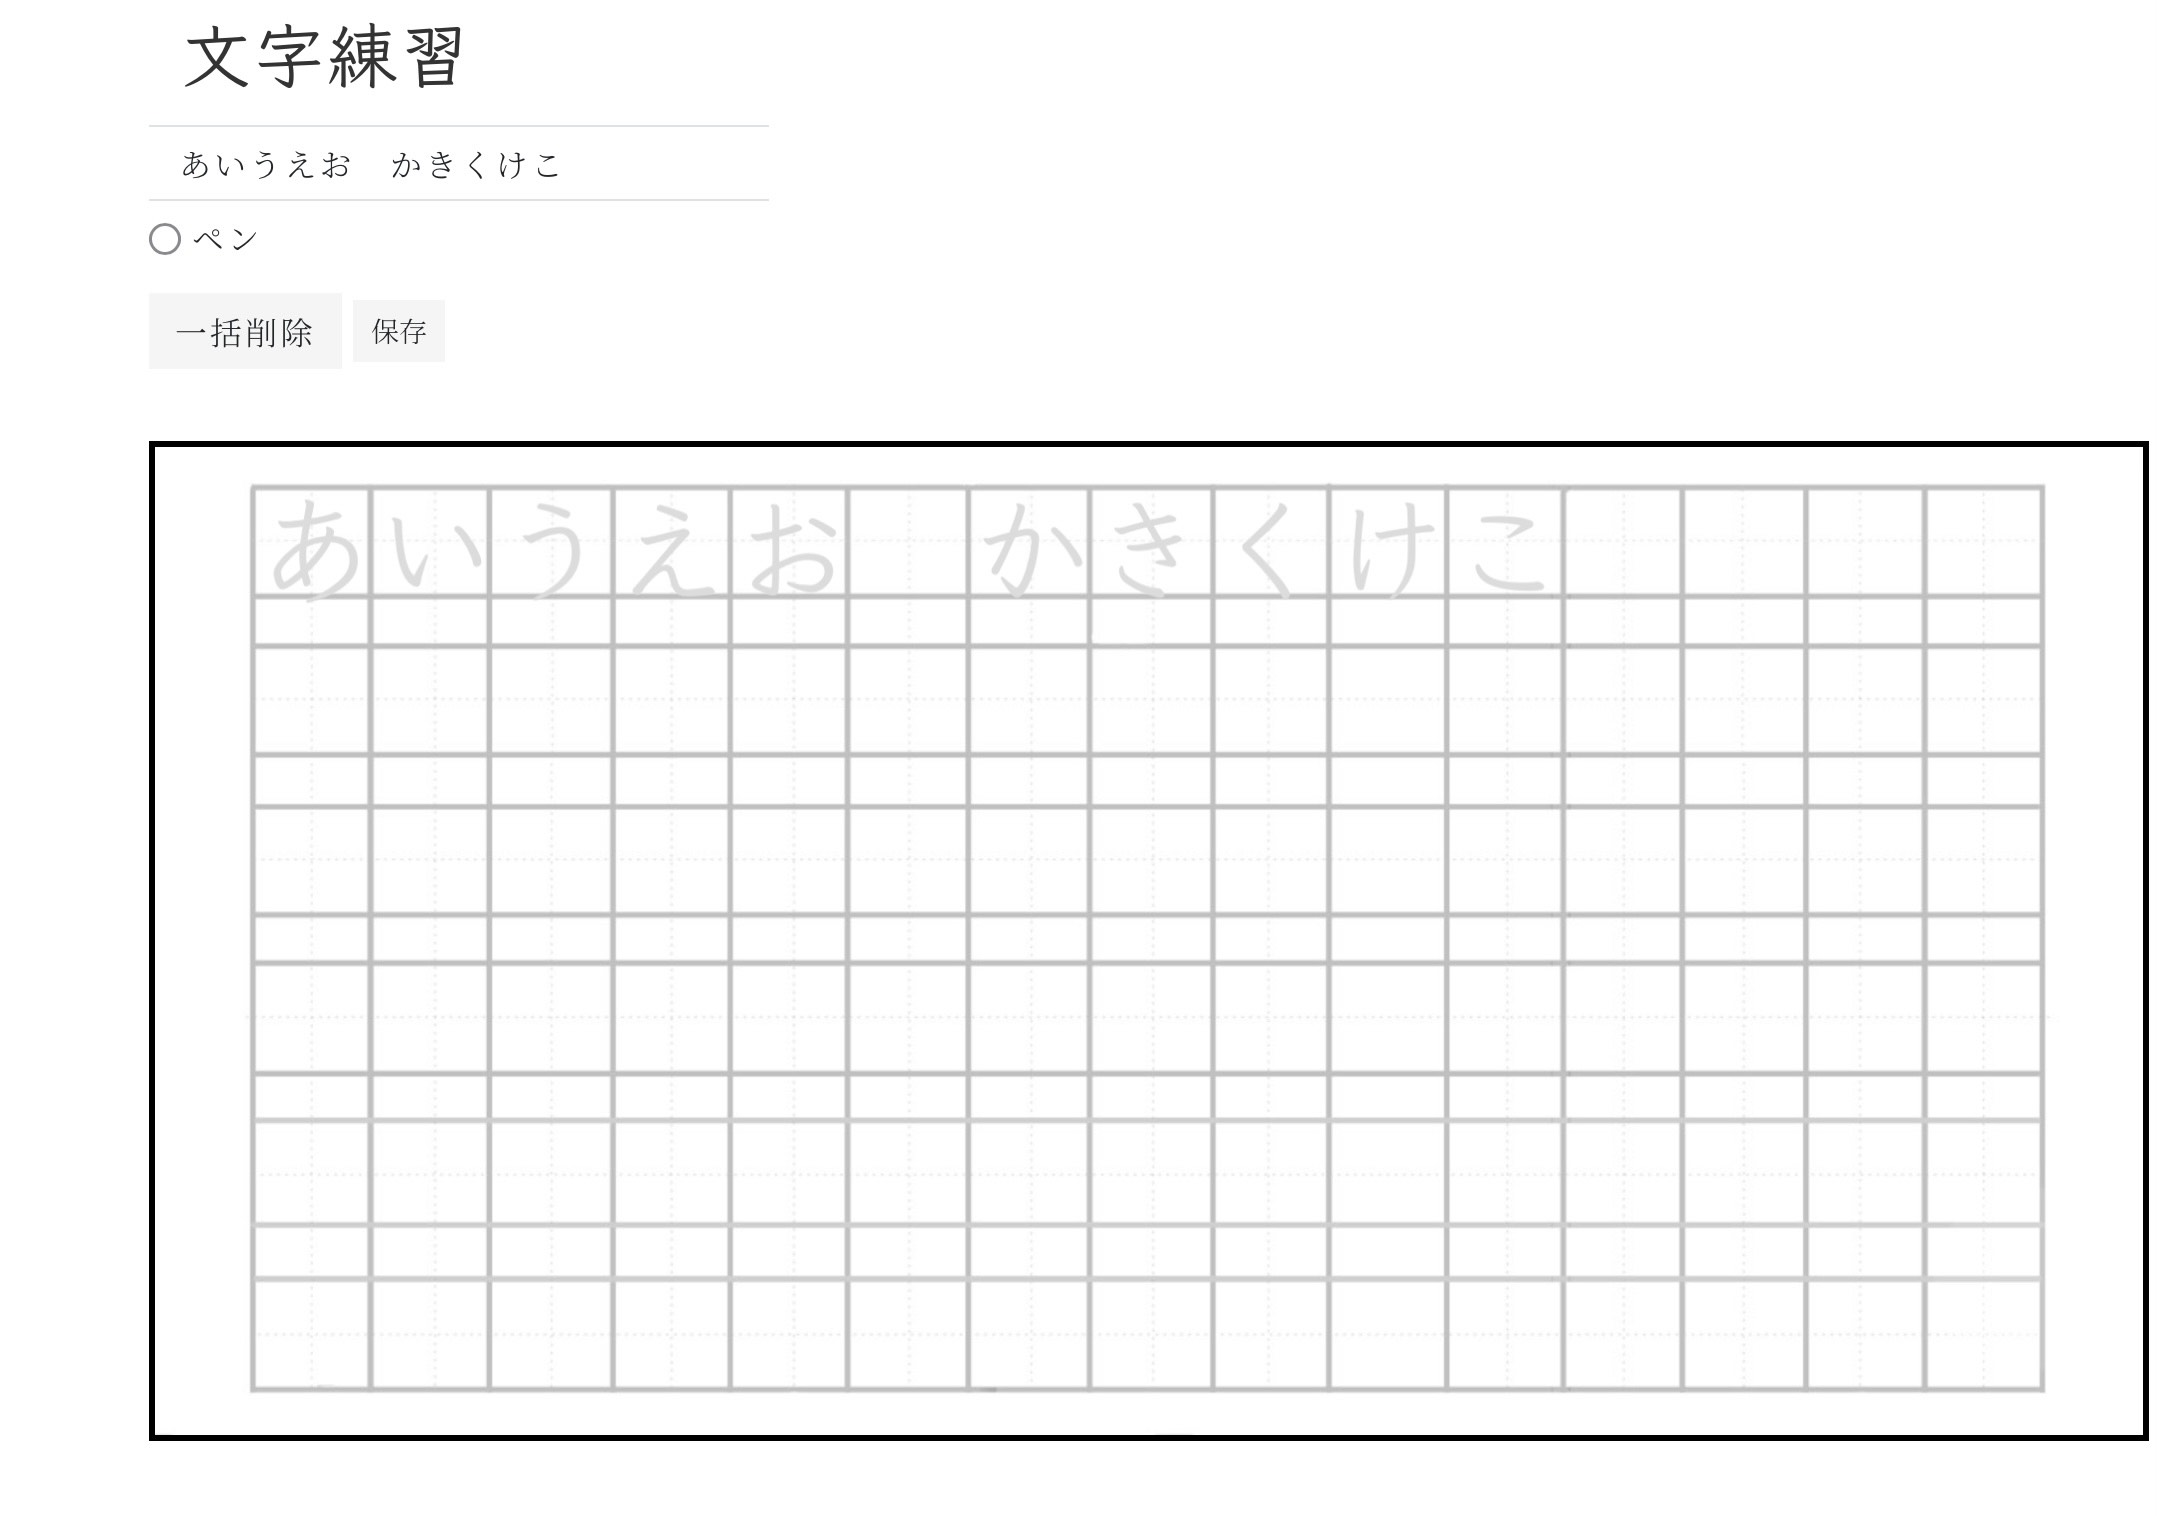 文字練習
あいうえお　かきくけこ
ペン
一括削除 保存
あいうえお　かきくけこ